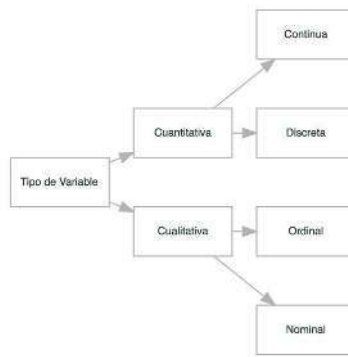 Continua
Cuantitativa
Discreta
Tipo de Variable
Cualitativa
Ordinal
Nominal